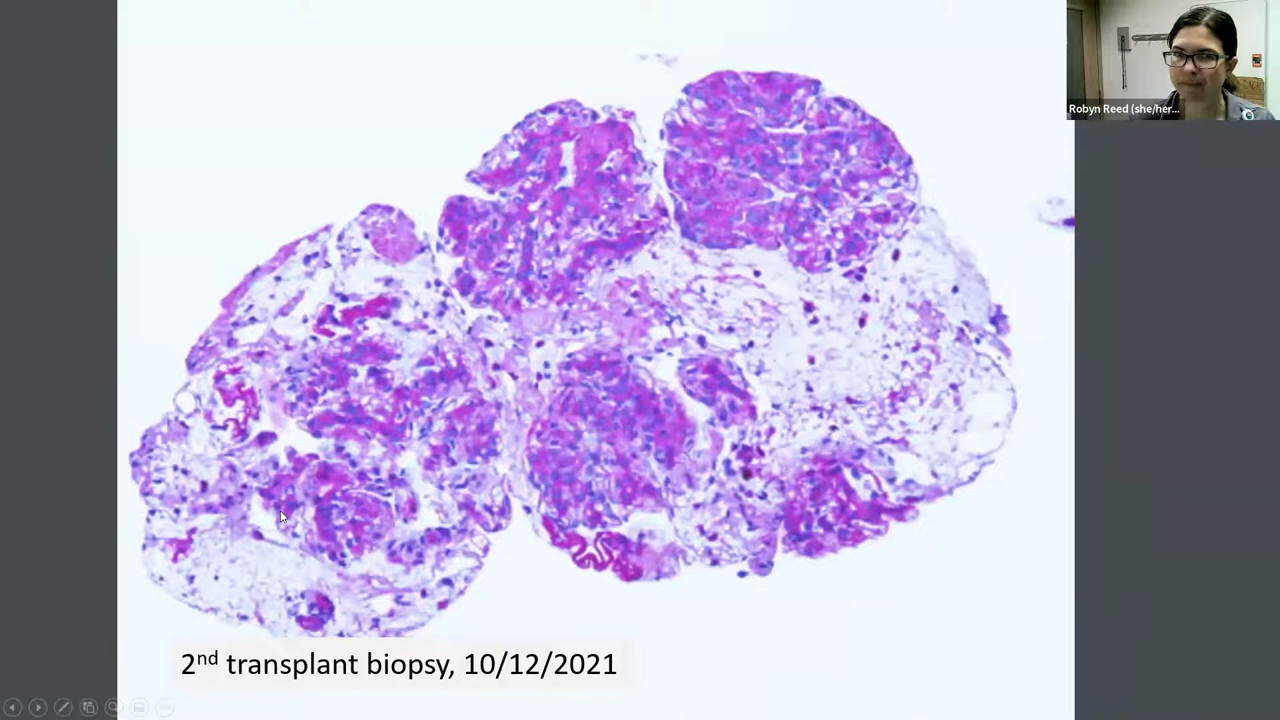 Robyn Reed (she/her...
2nd transplant biopsy, 10/12/2021